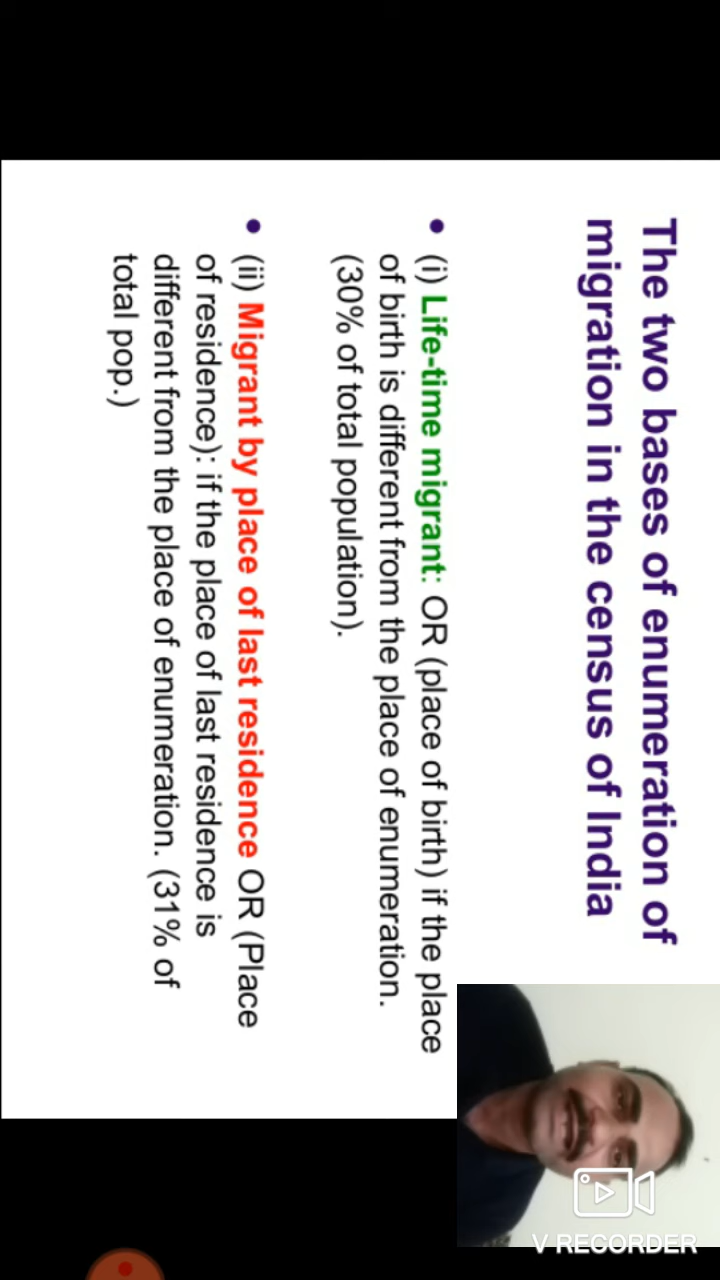 The two bases of enumeration of
migration in the census of India
• (i) Life-time migrant: OR (place of birth) if the place
of birth is different from the place of enumeration.
(30% of total population).
• (ii) Migrant by place of last residence OR (Place
of residence): if the place of last residence is
different from the place of enumeration. (31% of
total pop.)
V RECORDER